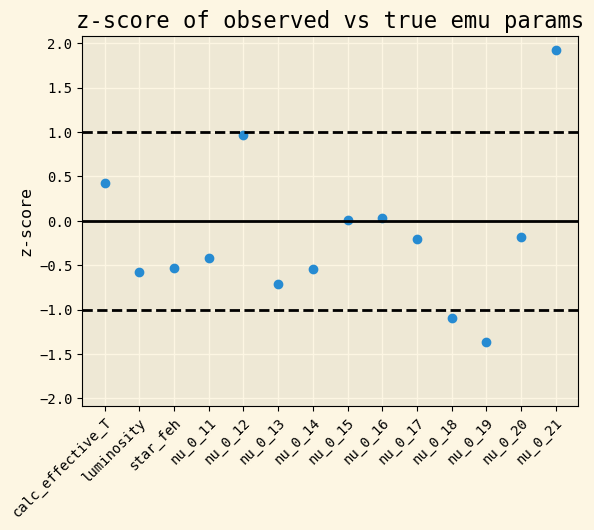 z-score of observed vs true emu params
z-score
2.0
1.5
1.0
0.5
0.0
−0.5
−1.0
−1.5
−2.0
calc_effective_T
luminosity
star_feh
nu_0_11
nu_0_12
nu_0_13
nu_0_14
nu_0_15
nu_0_16
nu_0_17
nu_0_18
nu_0_19
nu_0_20
nu_0_21